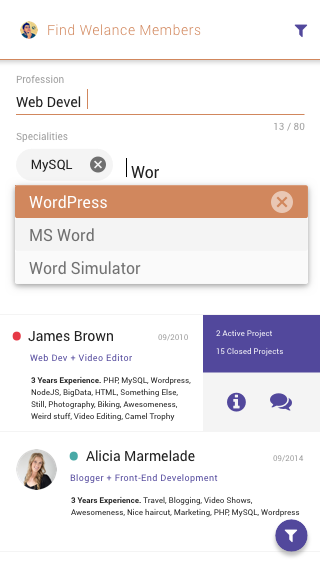 Find Welance Members
Profession
Web Devel
13 / 80
Specialities
MySQL
Wor
WordPress
MS Word
Word Simulator
James Brown
09/2010
Web Dev + Video Editor
3 Years Experience. PHP, MySQL, Wordpress,
NodeJS, BigData, HTML, Something Else,
Still, Photography, Biking, Awesomeness,
Weird stuff, Video Editing, Camel Trophy
2 Active Project
15 Closed Projects
Alicia Marmelade
09/2014
Blogger + Front-End Development
3 Years Experience. Travel, Blogging, Video Shows,
Awesomeness, Nice haircut, Marketing, PHP, MySQL, Wordpress